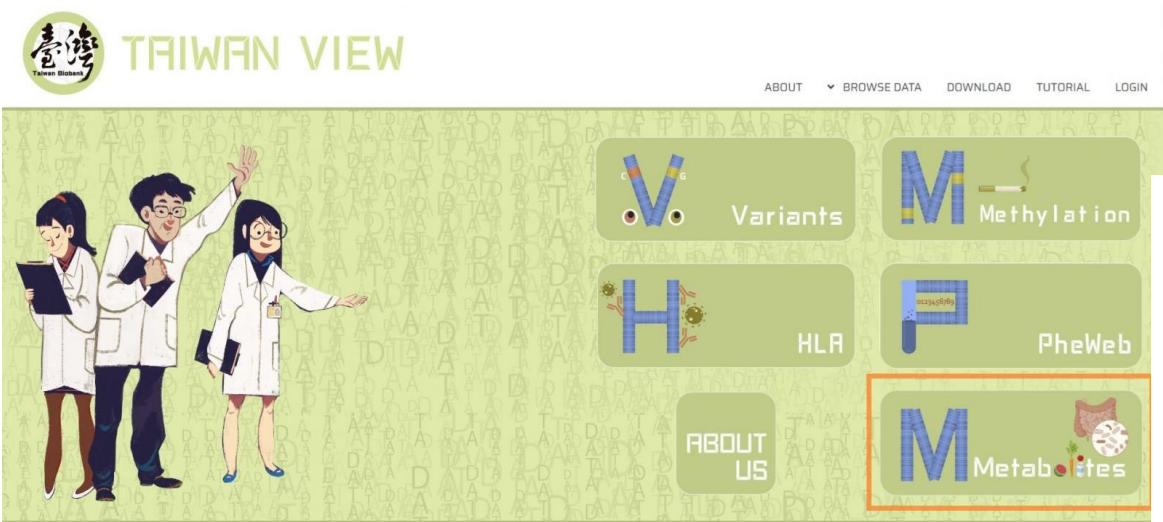 臺灣
Taiwan Biobank
TAIWAN VIEW
ABOUT BROWSE DATA DOWNLOAD TUTORIAL LOGIN
C G
Variants
Methylation
HLA
0123456789
PheWeb
ABOUT
US
Metabolites